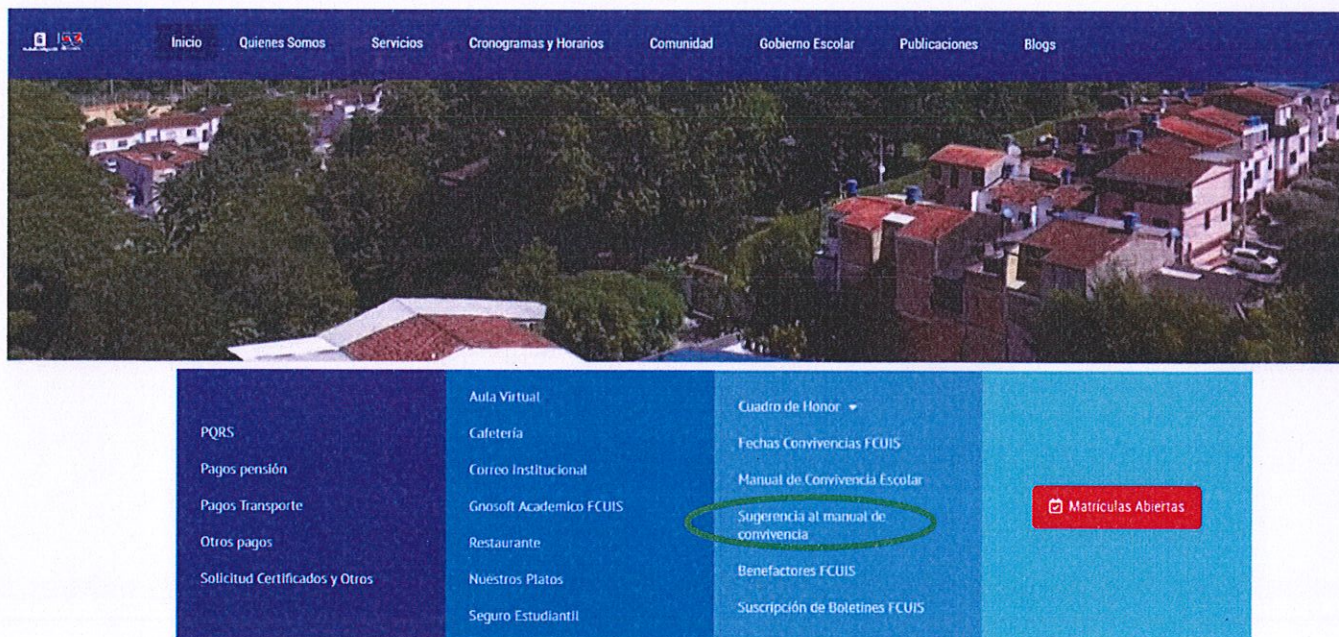 Inicio
Quienes Somos
Servicios
Cronogramas y Horarios
Comunidad
Gobierno Escolar
Publicaciones
Blogs
PQRS
Pagos pensión
Pagos Transporte
Otros pagos
Solicitud Certificados y Otros
Aula Virtual
Cafetería
Correo Institucional
Gnosoft Academico FCUIS
Restaurante
Nuestros Platos
Seguro Estudiantil
Cuadro de Honor
Fechas Convivencias FCUIS
Manual de Convivencia Escolar
Sugerencia al manual de
convivencia
Benefactores FCUIS
Suscripción de Boletines FCUIS
Matrículas Abiertas